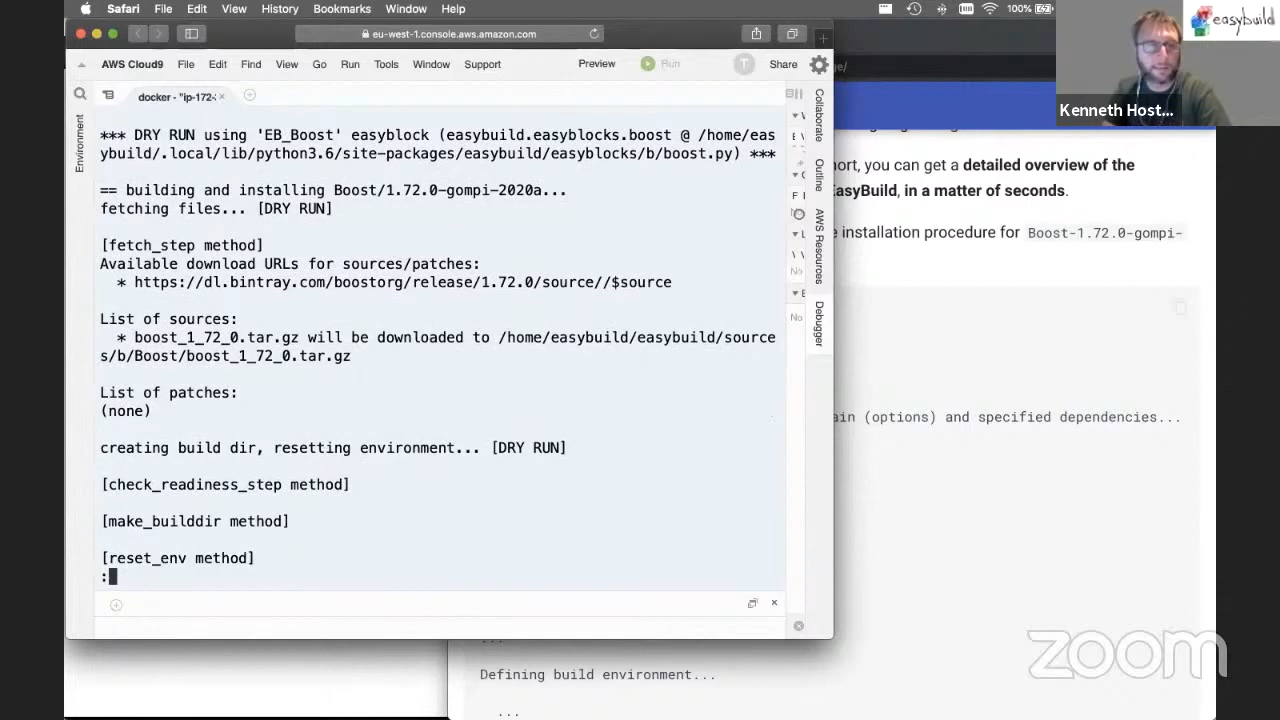 Safari File Edit View History Bookmarks Window Help
100%
eu-west-1.console.aws.amazon.com
AWS Cloud9 File Edit Find View Go Run Tools Window Support Preview Run T Share
docker - "ip-172-
Environment
Collaborate
Outline
AWS Resources
Debugger
*** DRY RUN using 'EB_Boost' easyblock (easybuild.easyblocks.boost @ /home/eas
ybuild/.local/lib/python3.6/site-packages/easybuild/easyblocks/b/boost.py) ***
== building and installing Boost/1.72.0-gompi-2020a...
fetching files... [DRY RUN]
[fetch_step method]
Available download URLs for sources/patches:
* https://dl.bintray.com/boostorg/release/1.72.0/source//$source
List of sources:
* boost_1_72_0.tar.gz will be downloaded to /home/easybuild/easybuild/source
s/b/Boost/boost_1_72_0.tar.gz
List of patches:
(none)
creating build dir, resetting environment... [DRY RUN]
[check_readiness_step method]
[make_builddir method]
[reset_env method]
:
ort, you can get a detailed overview of the
EasyBuild, in a matter of seconds.
e installation procedure for Boost-1.72.0-gompi-
ain (options) and specified dependencies...
...
Defining build environment...
...
easybuild
Kenneth Host...
zoom